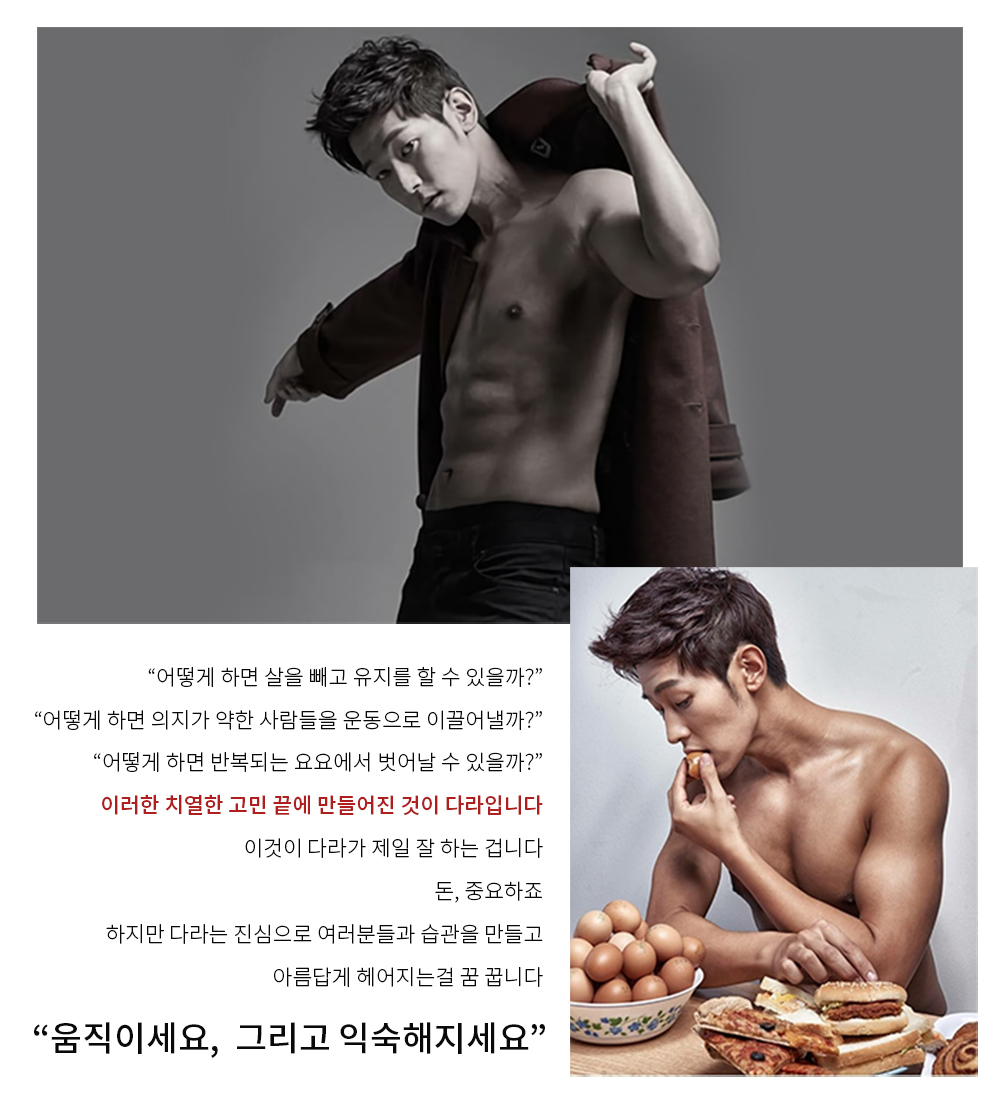 “어떻게 하면 살을 빼고 유지를 할 수 있을까?”
“어떻게 하면 의지가 약한 사람들을 운동으로 이끌어낼까?”
“어떻게 하면 반복되는 요요에서 벗어날 수 있을까?”
이러한 치열한 고민 끝에 만들어진 것이 다라입니다
이것이 다라가 제일 잘 하는 겁니다
돈, 중요하죠
하지만 다라는 진심으로 여러분들과 습관을 만들고
아름답게 헤어지는걸 꿈 꿉니다
“움직이세요, 그리고 익숙해지세요”